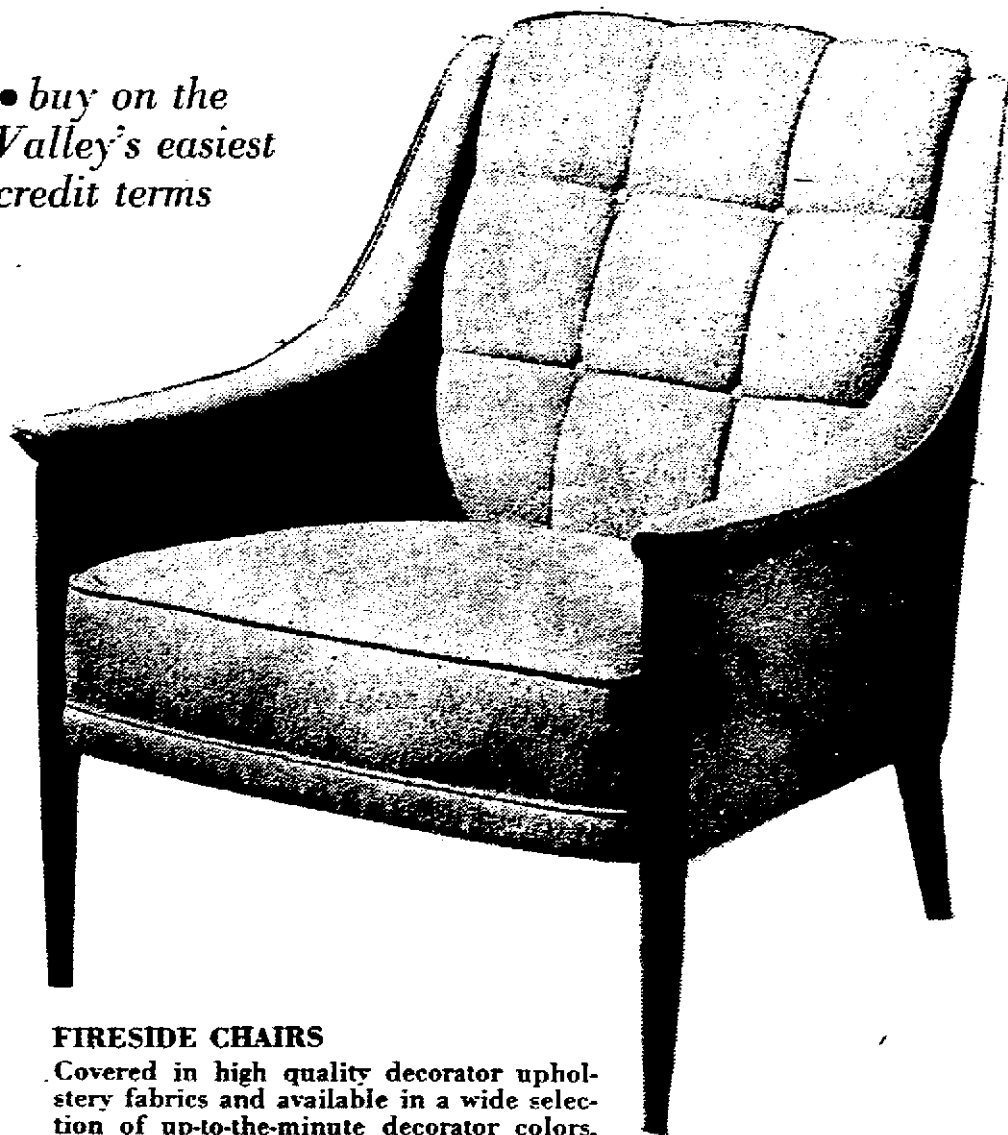 ● buy on the
Valley's easiest
credit terms
FIRESIDE CHAIRS
Covered in high quality decorator uphol-
stery fabrics and available in a wide selec-
tion of up-to-the-minute decorator colors.